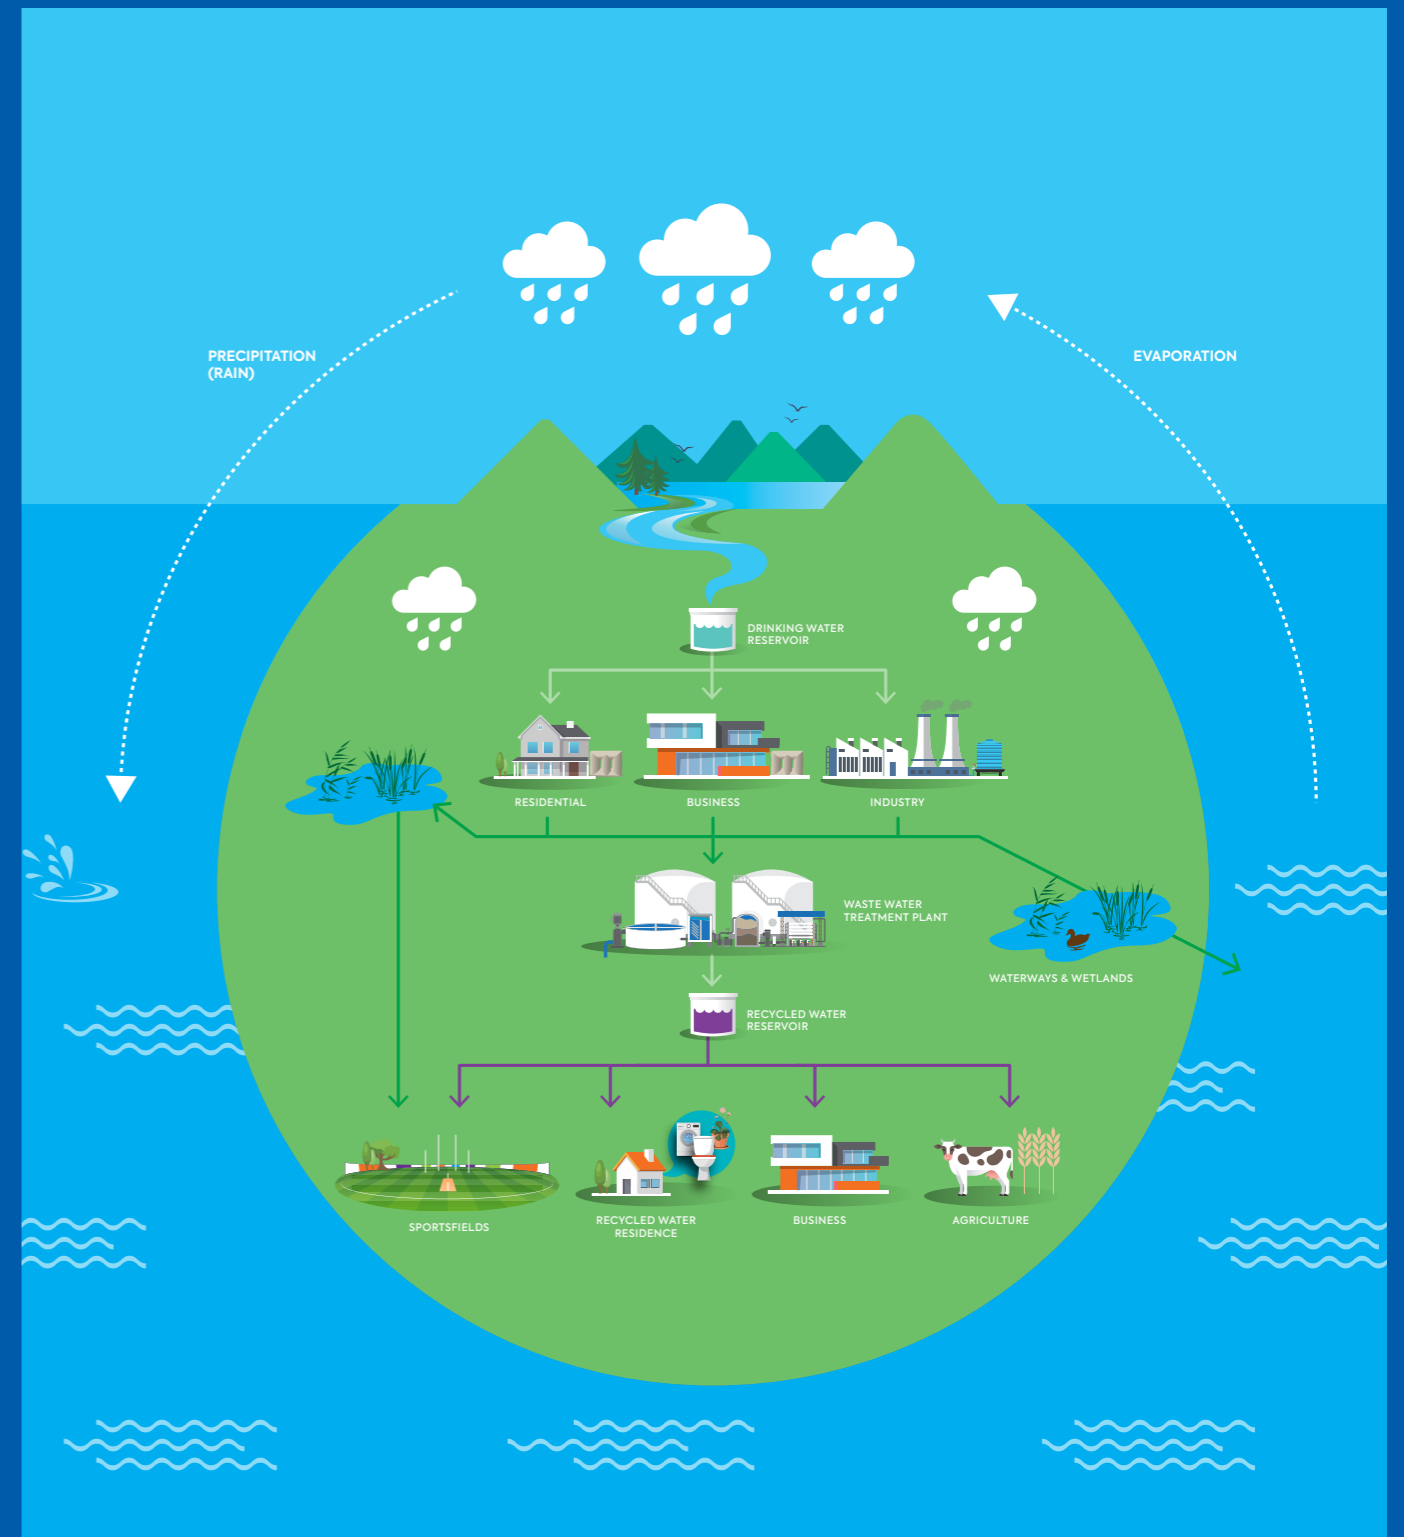 PRECIPITATION
(RAIN)
EVAPORATION
DRINKING WATER
RESERVOIR
RESIDENTIAL
BUSINESS
INDUSTRY
WASTE WATER
TREATMENT PLANT
WATERWAYS & WETLANDS
RECYCLED WATER
RESERVOIR
SPORTSFIELDS
RECYCLED WATER
RESIDENCE
BUSINESS
AGRICULTURE